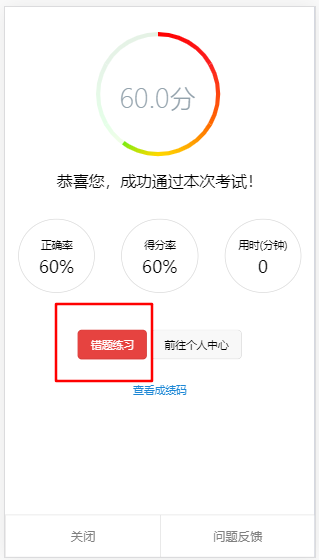 60.0分
恭喜您，成功通过本次考试！
正确率 得分率 用时(分钟)
60% 60% 0
错题练习 前往个人中心
查看成绩码
关闭 问题反馈